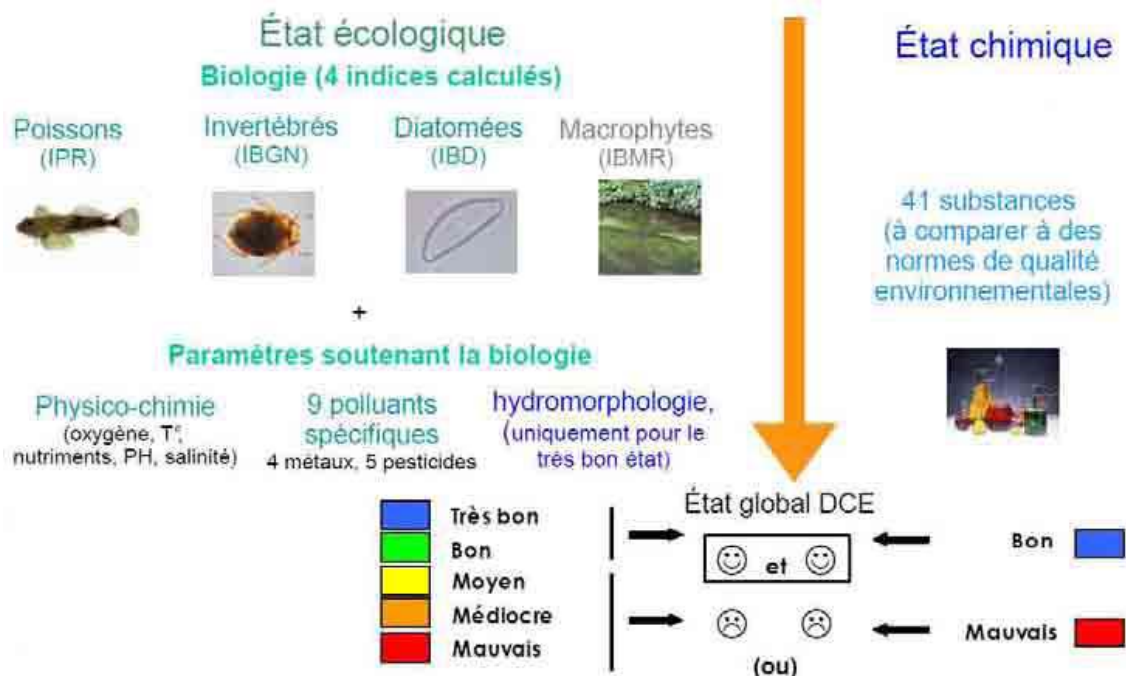 État écologique
Biologie (4 indices calculés)
Poissons
(IPR)
Invertébrés
(IBGN)
Diatomées
(IBD)
Macrophytes
(IBMR)
+
Paramètres soutenant la biologie
Physico-chimie
(oxygène, T°,
nutriments, PH, salinité)
9 polluants
spécifiques
4 métaux, 5 pesticides
hydromorphologie,
(uniquement pour le
très bon état)
État chimique
41 substances
(à comparer à des
normes de qualité
environnementales)
Très bon
Bon
Moyen
Médiocre
Mauvais
État global DCE
et
(ou)
Bon
Mauvais